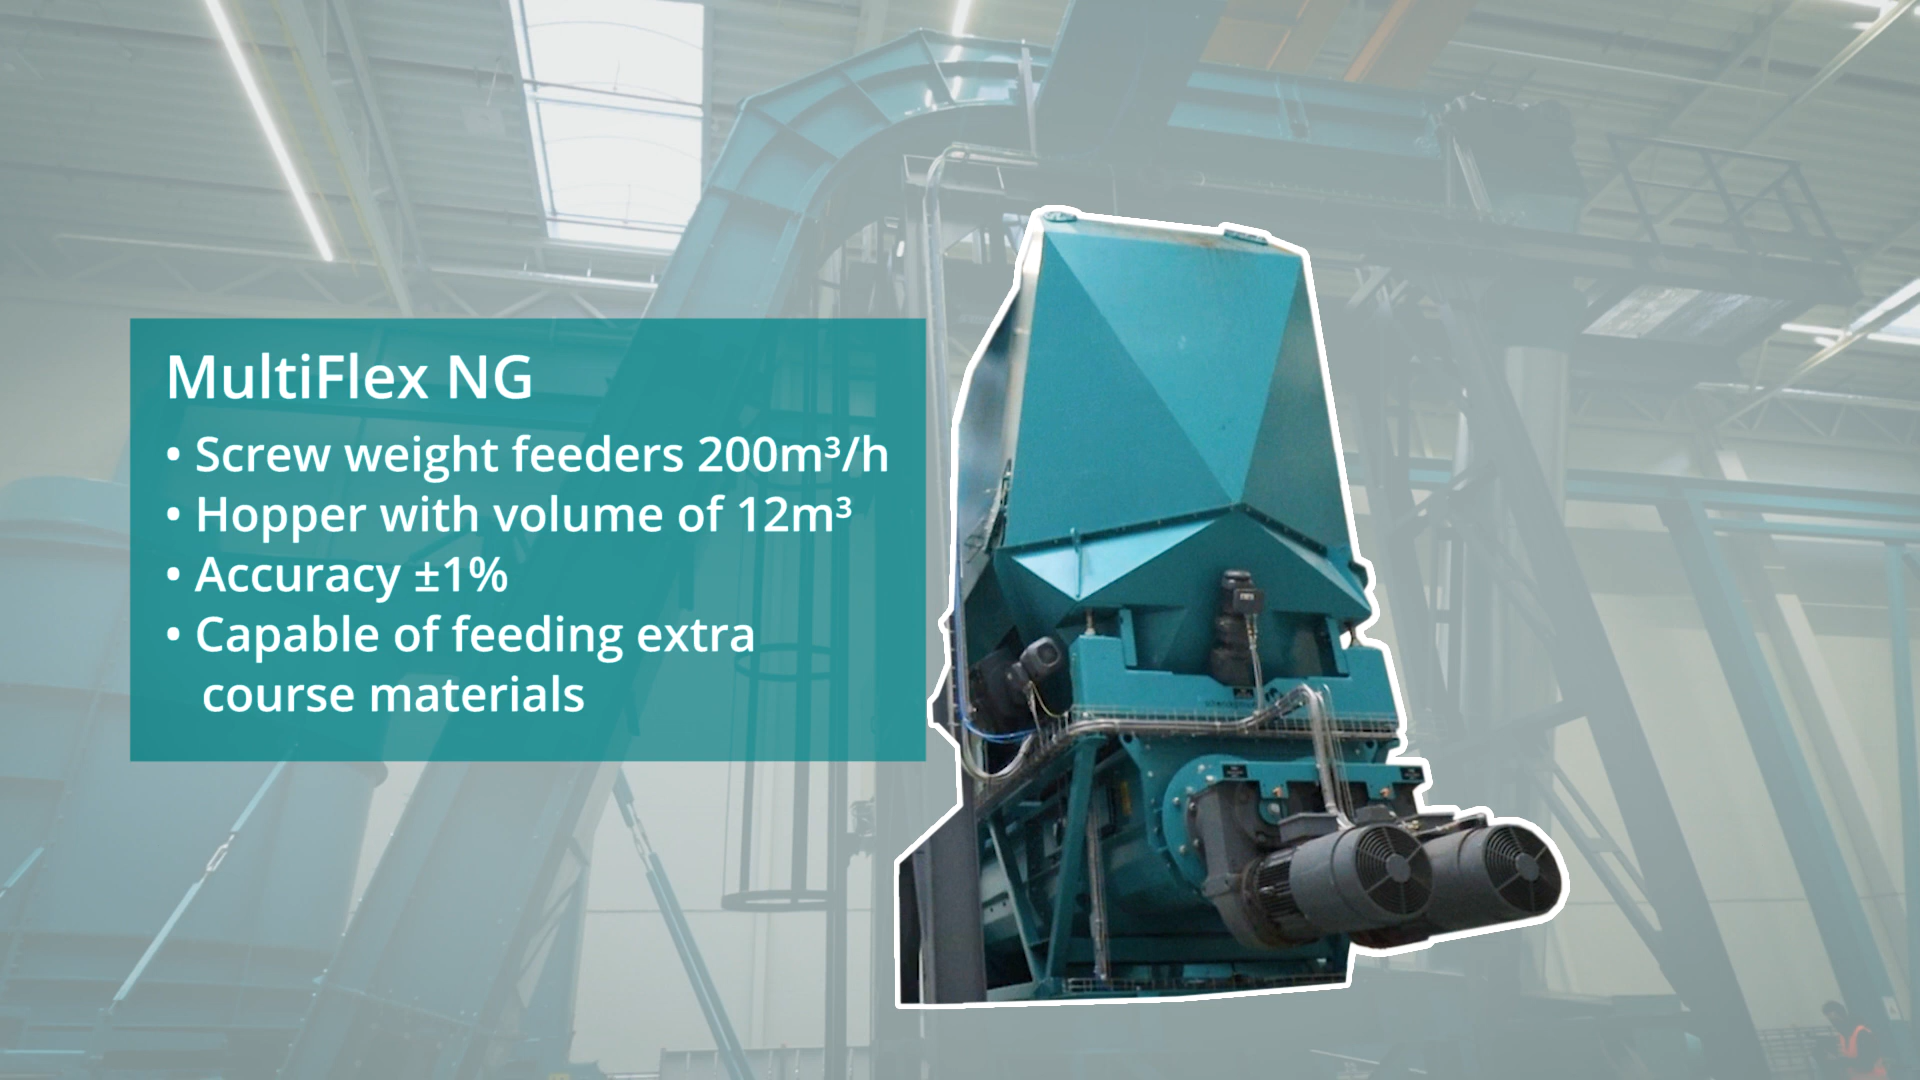 MultiFlex NG
• Screw weight feeders 200m³/h
• Hopper with volume of 12m³
• Accuracy ±1%
• Capable of feeding extra
course materials